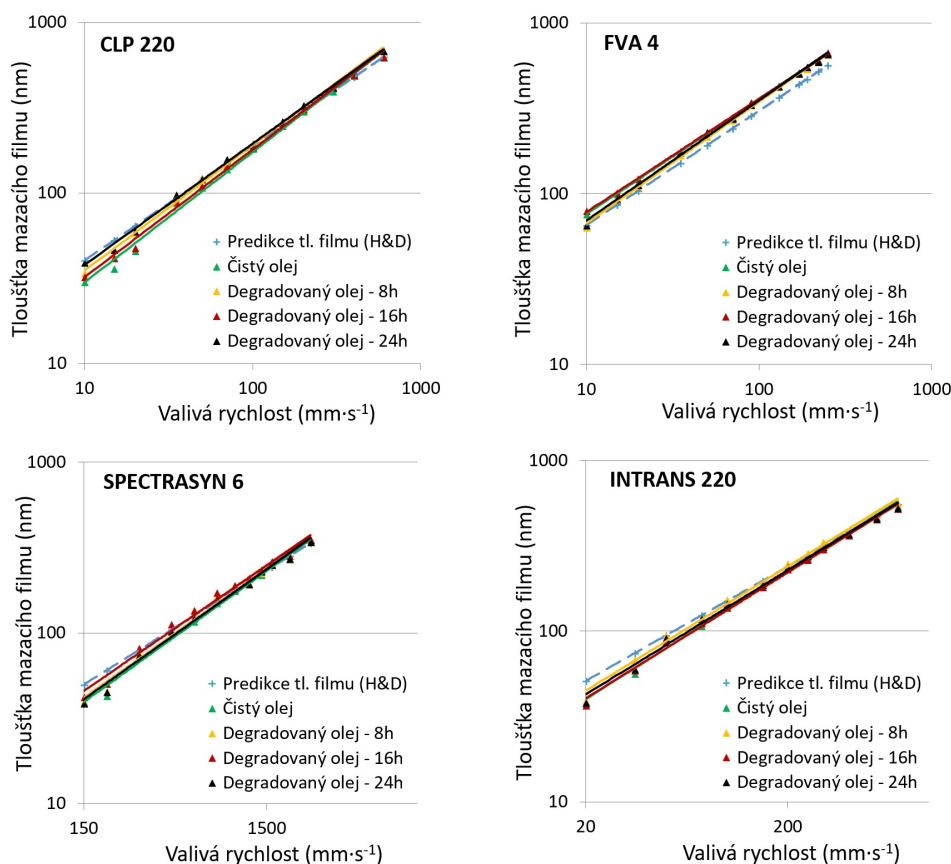 CLP 220
Tloušťka mazacího filmu (nm)
1000
100
10
Predikce tl. filmu (H&D)
Čistý olej
Degradovaný olej - 8h
Degradovaný olej - 16h
Degradovaný olej - 24h
10
100
1000
Valivá rychlost (mm·s⁻¹)
FVA 4
Tloušťka mazacího filmu (nm)
1000
100
10
Predikce tl. filmu (H&D)
Čistý olej
Degradovaný olej - 8h
Degradovaný olej - 16h
Degradovaný olej - 24h
10
100
1000
Valivá rychlost (mm·s⁻¹)
SPECTRASYN 6
Tloušťka mazacího filmu (nm)
1000
100
10
Predikce tl. filmu (H&D)
Čistý olej
Degradovaný olej - 8h
Degradovaný olej - 16h
Degradovaný olej - 24h
150
1500
Valivá rychlost (mm·s⁻¹)
INTRANS 220
Tloušťka mazacího filmu (nm)
1000
100
10
Predikce tl. filmu (H&D)
Čistý olej
Degradovaný olej - 8h
Degradovaný olej - 16h
Degradovaný olej - 24h
20
200
Valivá rychlost (mm·s⁻¹)